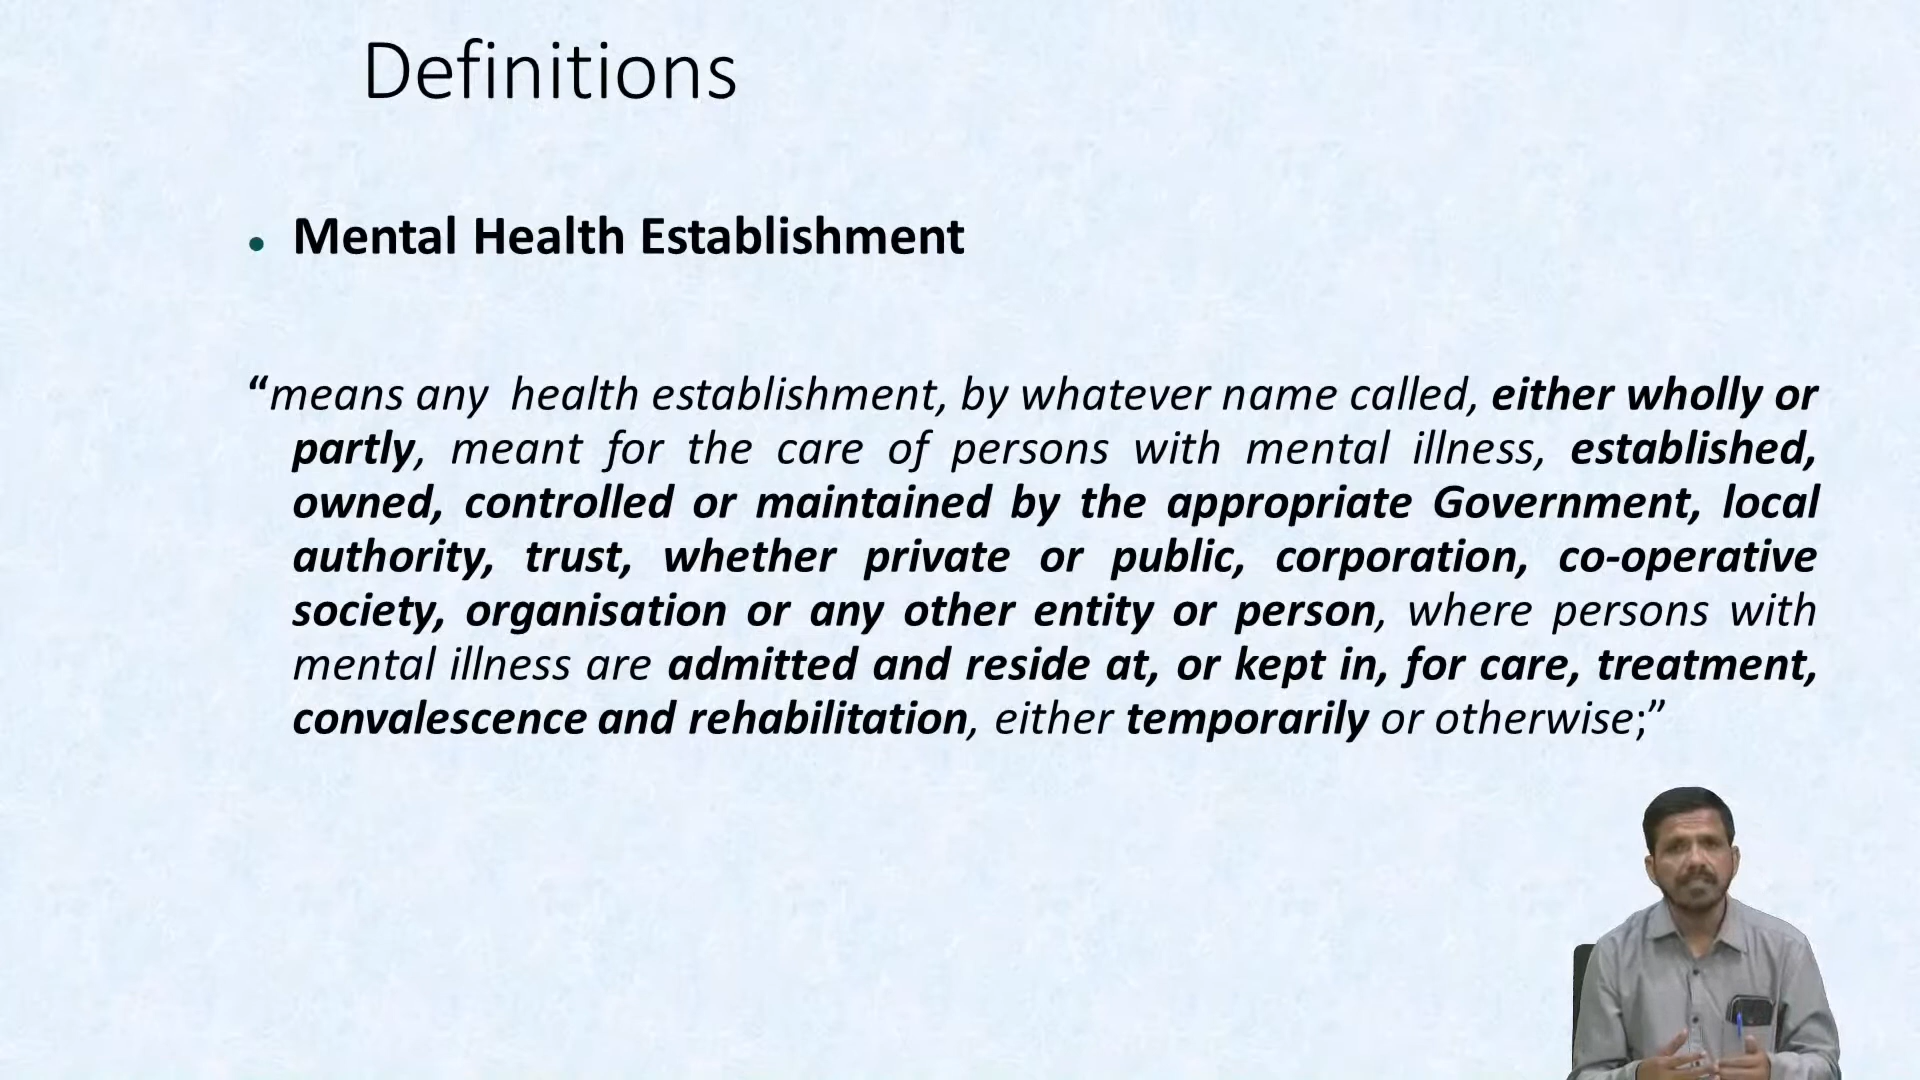 Definitions
• Mental Health Establishment
“means any health establishment, by whatever name called, either wholly or
partly, meant for the care of persons with mental illness, established,
owned, controlled or maintained by the appropriate Government, local
authority, trust, whether private or public, corporation, co-operative
society, organisation or any other entity or person, where persons with
mental illness are admitted and reside at, or kept in, for care, treatment,
convalescence and rehabilitation, either temporarily or otherwise;”